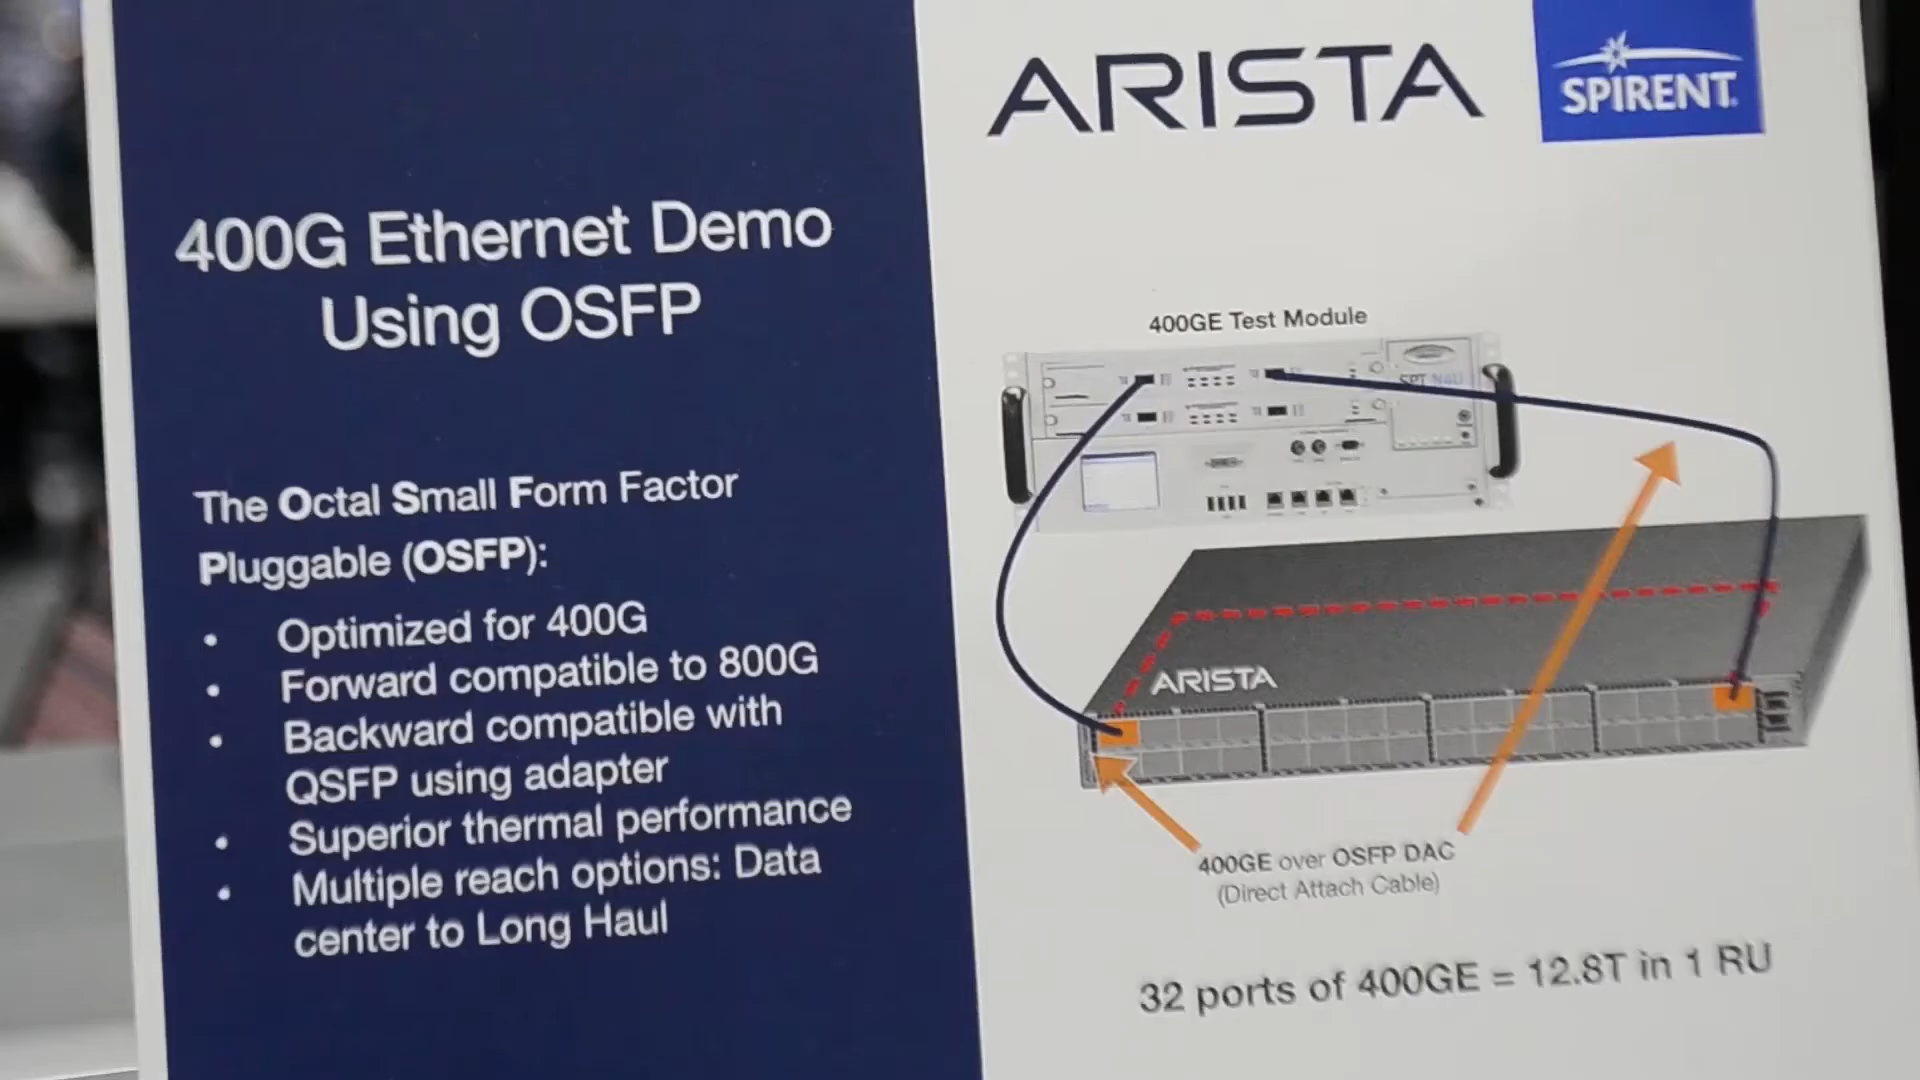 ARISTA
SPIRENT
400G Ethernet Demo
Using OSFP
The Octal Small Form Factor
Pluggable (OSFP):
• Optimized for 400G
• Forward compatible to 800G
• Backward compatible with
QSFP using adapter
• Superior thermal performance
• Multiple reach options: Data
center to Long Haul
400GE Test Module
ARISTA
400GE over OSFP DAC
(Direct Attach Cable)
32 ports of 400GE = 12.8T in 1 RU